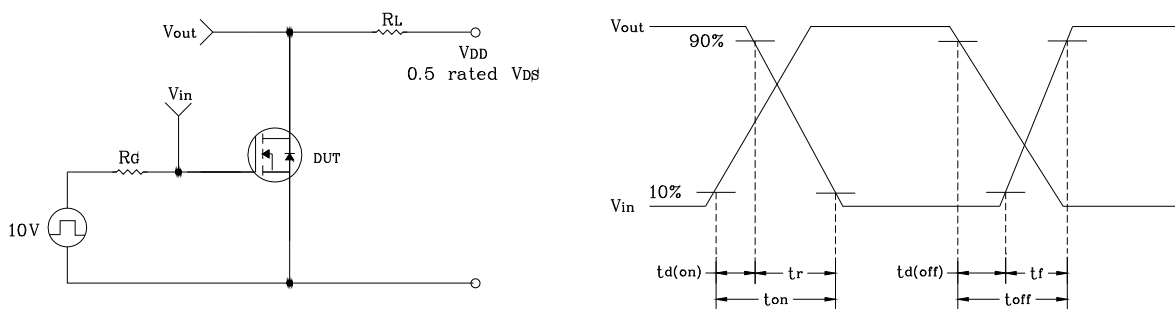 Vout
RL
VDD
0.5 rated VDS
Vin
RG
DUT
10V
Vout
90%
10%
Vin
td(on)
tr
td(off)
tf
ton
toff